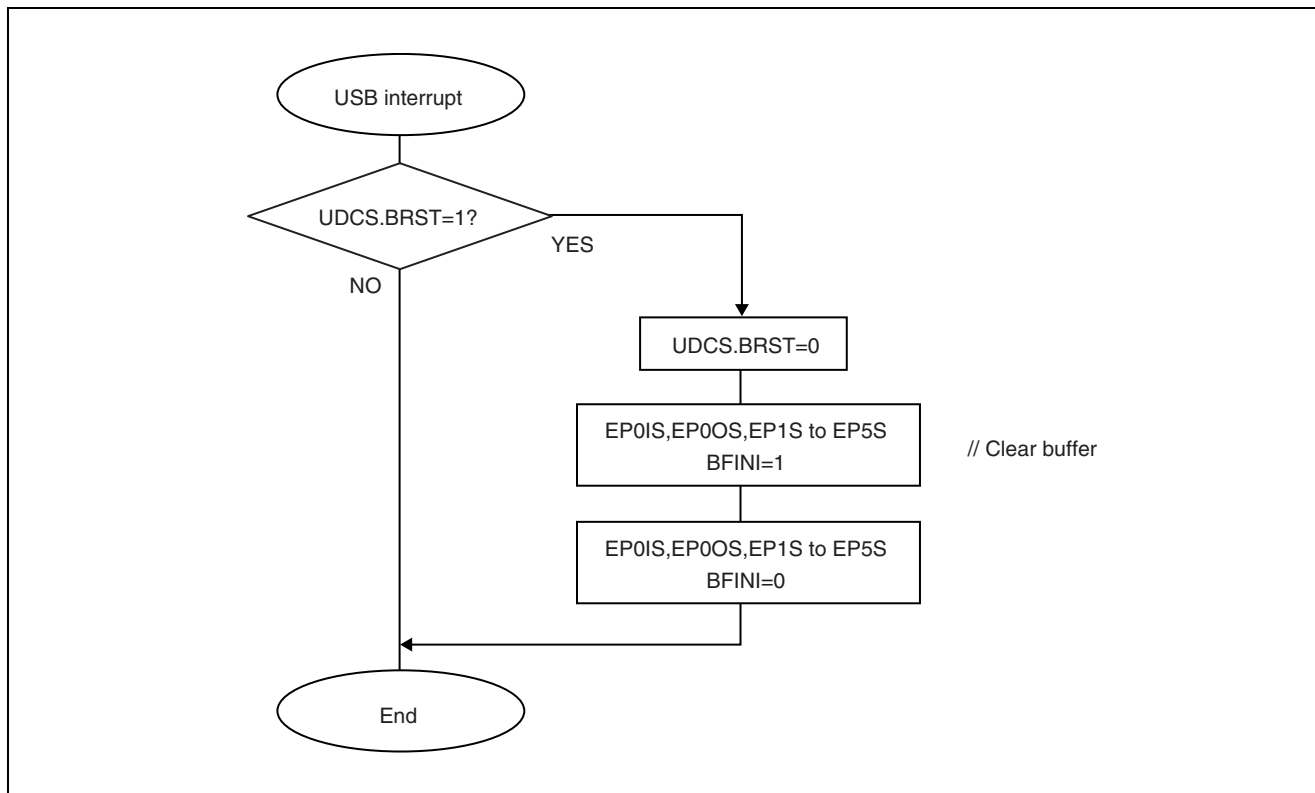 USB interrupt
UDCS.BRST=1?
YES
NO
UDCS.BRST=0
EP0IS,EP0OS,EP1S to EP5S
BFINI=1
// Clear buffer
EP0IS,EP0OS,EP1S to EP5S
BFINI=0
End